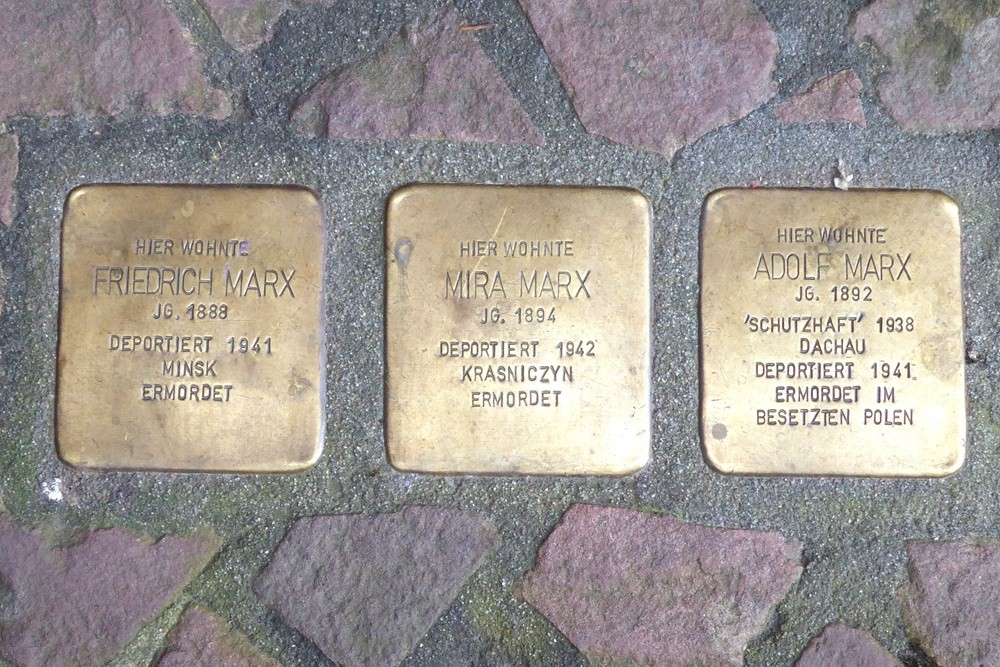 HIER WOHNTE
FRIEDRICH MARX
JG. 1888
DEPORTIERT 1941
MINSK
ERMORDET
HIER WOHNTE
MIRA MARX
JG. 1894
DEPORTIERT 1942
KRASNICZYN
ERMORDET
HIER WOHNTE
ADOLF MARX
JG. 1892
'SCHUTZHAFT' 1938
DACHAU
DEPORTIERT 1941
ERMORDET IM
BESETZTEN POLEN